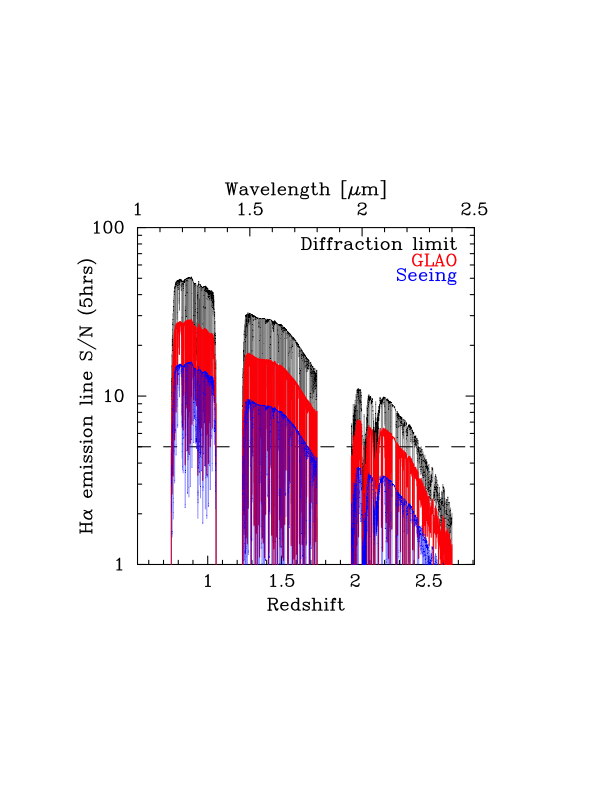 Wavelength [μm]
1 1.5 2 2.5
100
Diffraction limit
GLAO
Seeing
Hα emission line S/N (5hrs)
10
1
1 1.5 2 2.5
Redshift